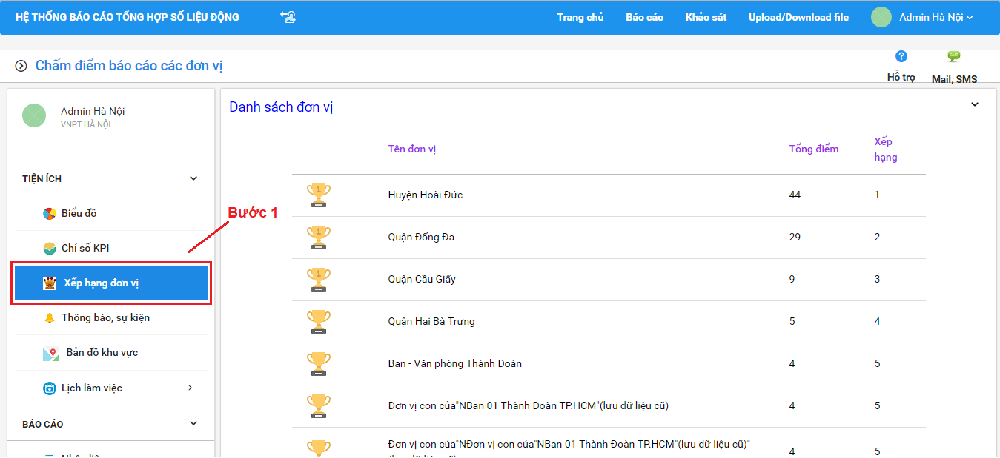 HỆ THỐNG BÁO CÁO TỔNG HỢP SỐ LIỆU ĐỘNG
Trang chủ
Báo cáo
Khảo sát
Upload/Download file
Admin Hà Nội
Chấm điểm báo cáo các đơn vị
Hỗ trợ
SMS
Mail, SMS
Admin Hà Nội
VNPT HÀ NỘI
TIỆN ÍCH
Biểu đồ
Bước 1
Chỉ số KPI
Xếp hạng đơn vị
Thông báo, sự kiện
Bản đồ khu vực
Lịch làm việc
BÁO CÁO
Danh sách đơn vị
Tên đơn vị
Tổng điểm
Xếp
hạng
1 Huyện Hoài Đức 44 1
1 Quận Đống Đa 29 2
1 Quận Cầu Giấy 9 3
Quận Hai Bà Trưng 5 4
Ban - Văn phòng Thành Đoàn 4 5
Đơn vị con của"NBan 01 Thành Đoàn TP.HCM"(lưu dữ liệu cũ) 4 5
Đơn vị con của"NĐơn vị con của"NBan 01 Thành Đoàn TP.HCM"(lưu dữ liệu cũ)" 4 5